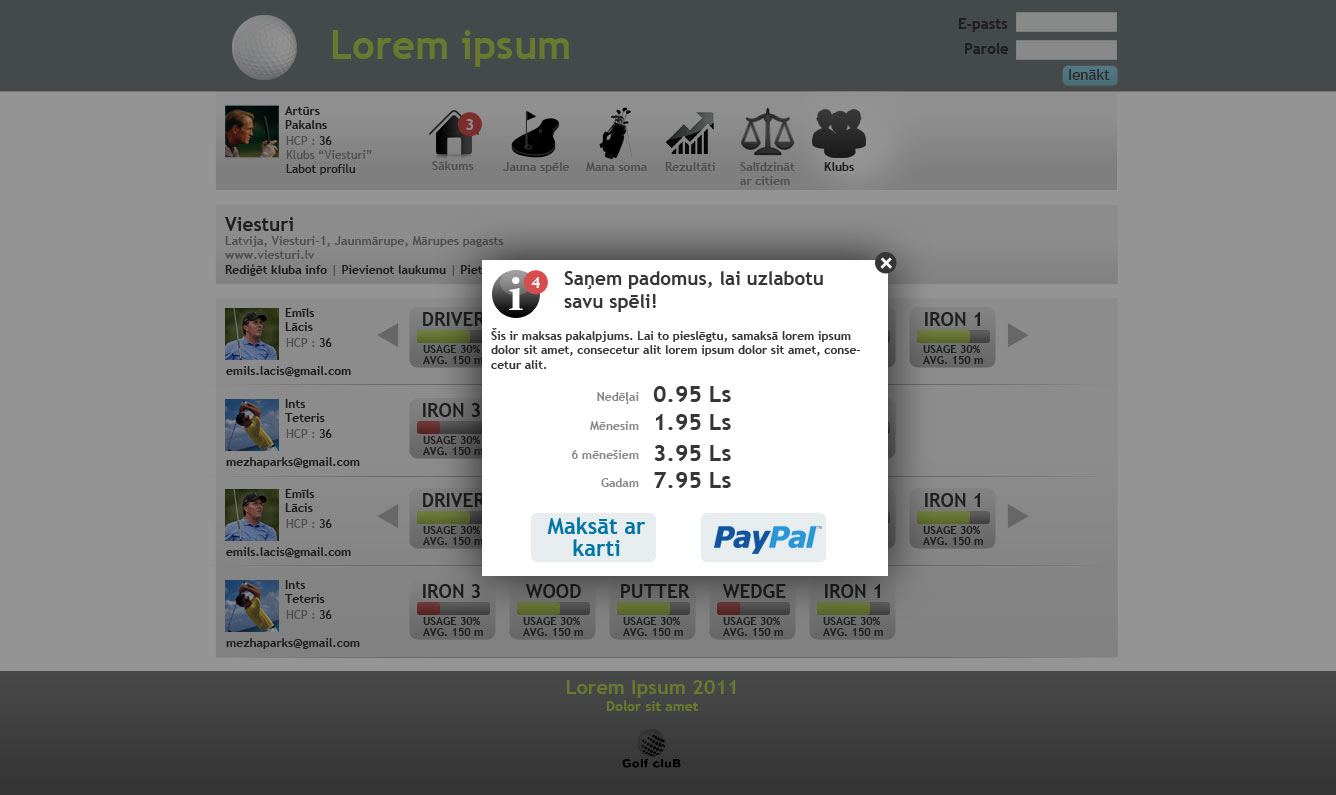 Lorem ipsum
E-pasts
Parole
Ienākt
Artūrs
Pakalns
HCP : 36
Klubs “Viesturi”
Labot profilu
3
Sākums
Jauna spēle
Mana soma
Rezultāti
Salīdzināt
ar citiem
Klubs
Viesturi
Latvija, Viesturi-1, Jaunmārupe, Mārupes pagasts
www.viesturi.lv
Rediģēt kluba info | Pievienot laukumu |
4
Saņem padomus, lai uzlabotu
savu spēli!
Šis ir maksas pakalpjums. Lai to pieslēgtu, samaksā lorem ipsum
dolor sit amet, consecetur alit lorem ipsum dolor sit amet, conse-
cetur alit.
Nedēļai 0.95 Ls
Mēnesim 1.95 Ls
6 mēnešiem 3.95 Ls
Gadam 7.95 Ls
Maksāt ar
karti
PayPal™
Emīls
Lācis
HCP : 36
emils.lacis@gmail.com
DRIVER
USAGE 30%
AVG. 150 m
IRON 1
USAGE 30%
AVG. 150 m
Ints
Teteris
HCP : 36
mezhaparks@gmail.com
IRON 3
USAGE 30%
AVG. 150 m
Emīls
Lācis
HCP : 36
emils.lacis@gmail.com
DRIVER
USAGE 30%
AVG. 150 m
IRON 1
USAGE 30%
AVG. 150 m
Ints
Teteris
HCP : 36
mezhaparks@gmail.com
IRON 3 WOOD PUTTER WEDGE IRON 1
USAGE 30% USAGE 30% USAGE 30% USAGE 30% USAGE 30%
AVG. 150 m AVG. 150 m AVG. 150 m AVG. 150 m AVG. 150 m
Lorem Ipsum 2011
Dolor sit amet
Golf cluB